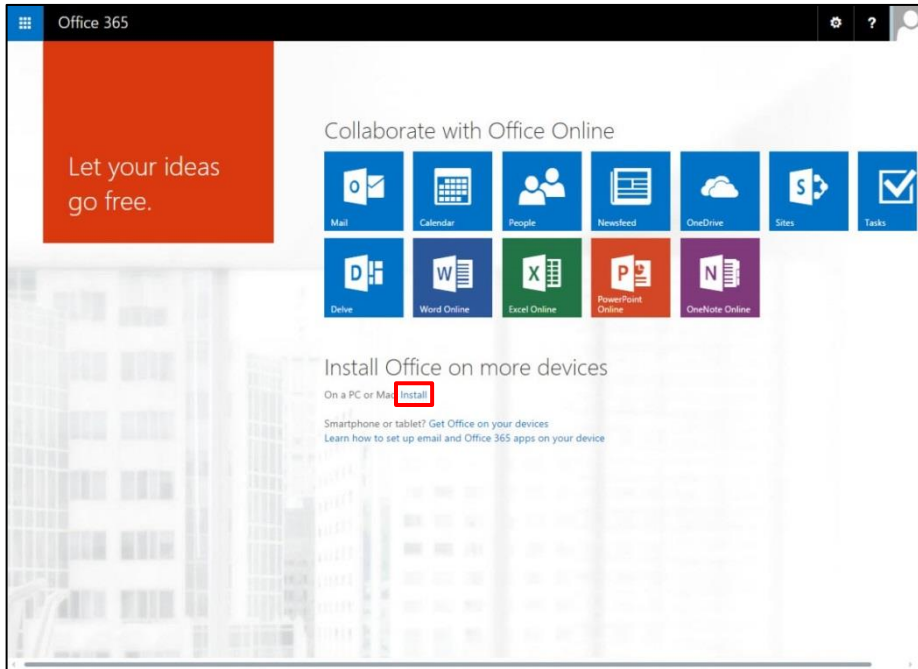 Office 365
?
Let your ideas
go free.
Collaborate with Office Online
Mail
Calendar
People
Newsfeed
OneDrive
Sites
Tasks
Delve
Word Online
Excel Online
PowerPoint
Online
OneNote Online
Install Office on more devices
On a PC or Mac Install
Smartphone or tablet? Get Office on your devices
Learn how to set up email and Office 365 apps on your device